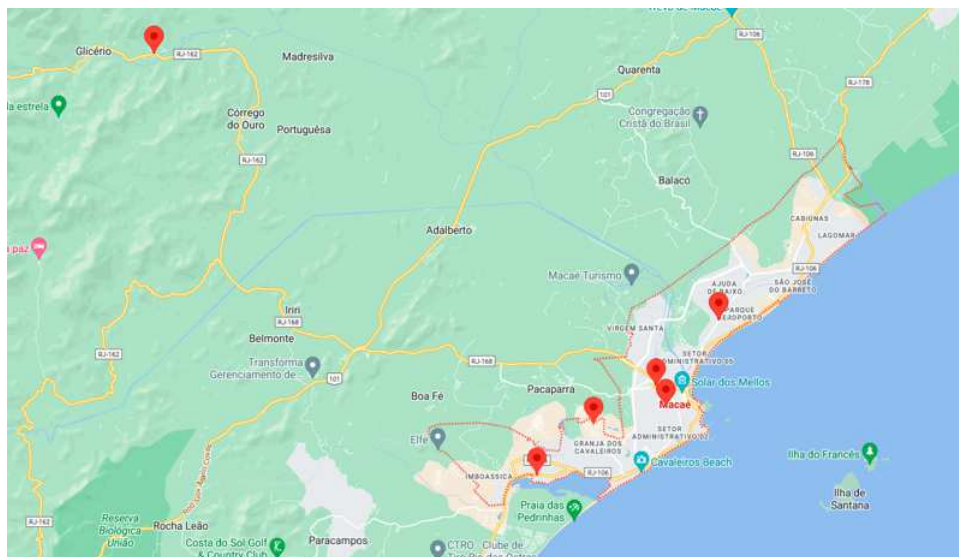 RJ-106
Glicério
RJ-162
Madresilva
Quarenta
101
RJ-178
da estrela
Córrego
do Ouro
Portuguêsa
Congregação
Cristã do Brasil
RJ-162
RJ-106
Balacó
CABIÚNAS
LAGOMAR
Adalberto
a paz
Macaé Turismo
RJ-106
AJUDA
DE BAIXO
SÃO JOSÉ
DO BARRETO
Iriri
RJ-168
PARQUE
AEROPORTO
VIRGEM SANTA
Belmonte
RJ-162
RJ-168
SETOR
ADMINISTRATIVO 05
Transforma
Gerenciamento de...
101
Pacaparra
Solar dos Mellos
Boa Fé
Macaé
SETOR
ADMINISTRATIVO 02
Elfe
GRANJA DOS
CAVALEIROS
Ilha do Francês
Cavaleiros Beach
IMBOASSICA
RJ-106
Ilha de
Santana
Praia das
Pedrinhas
RJ-162
Reserva
Biológica
União
Rocha Leão
Costa do Sol Golf
& Country Club
Paracampos
CTRO - Clube de